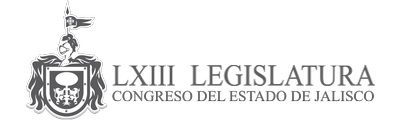 LXIII LEGISLATURA
CONGRESO DEL ESTADO DE JALISCO